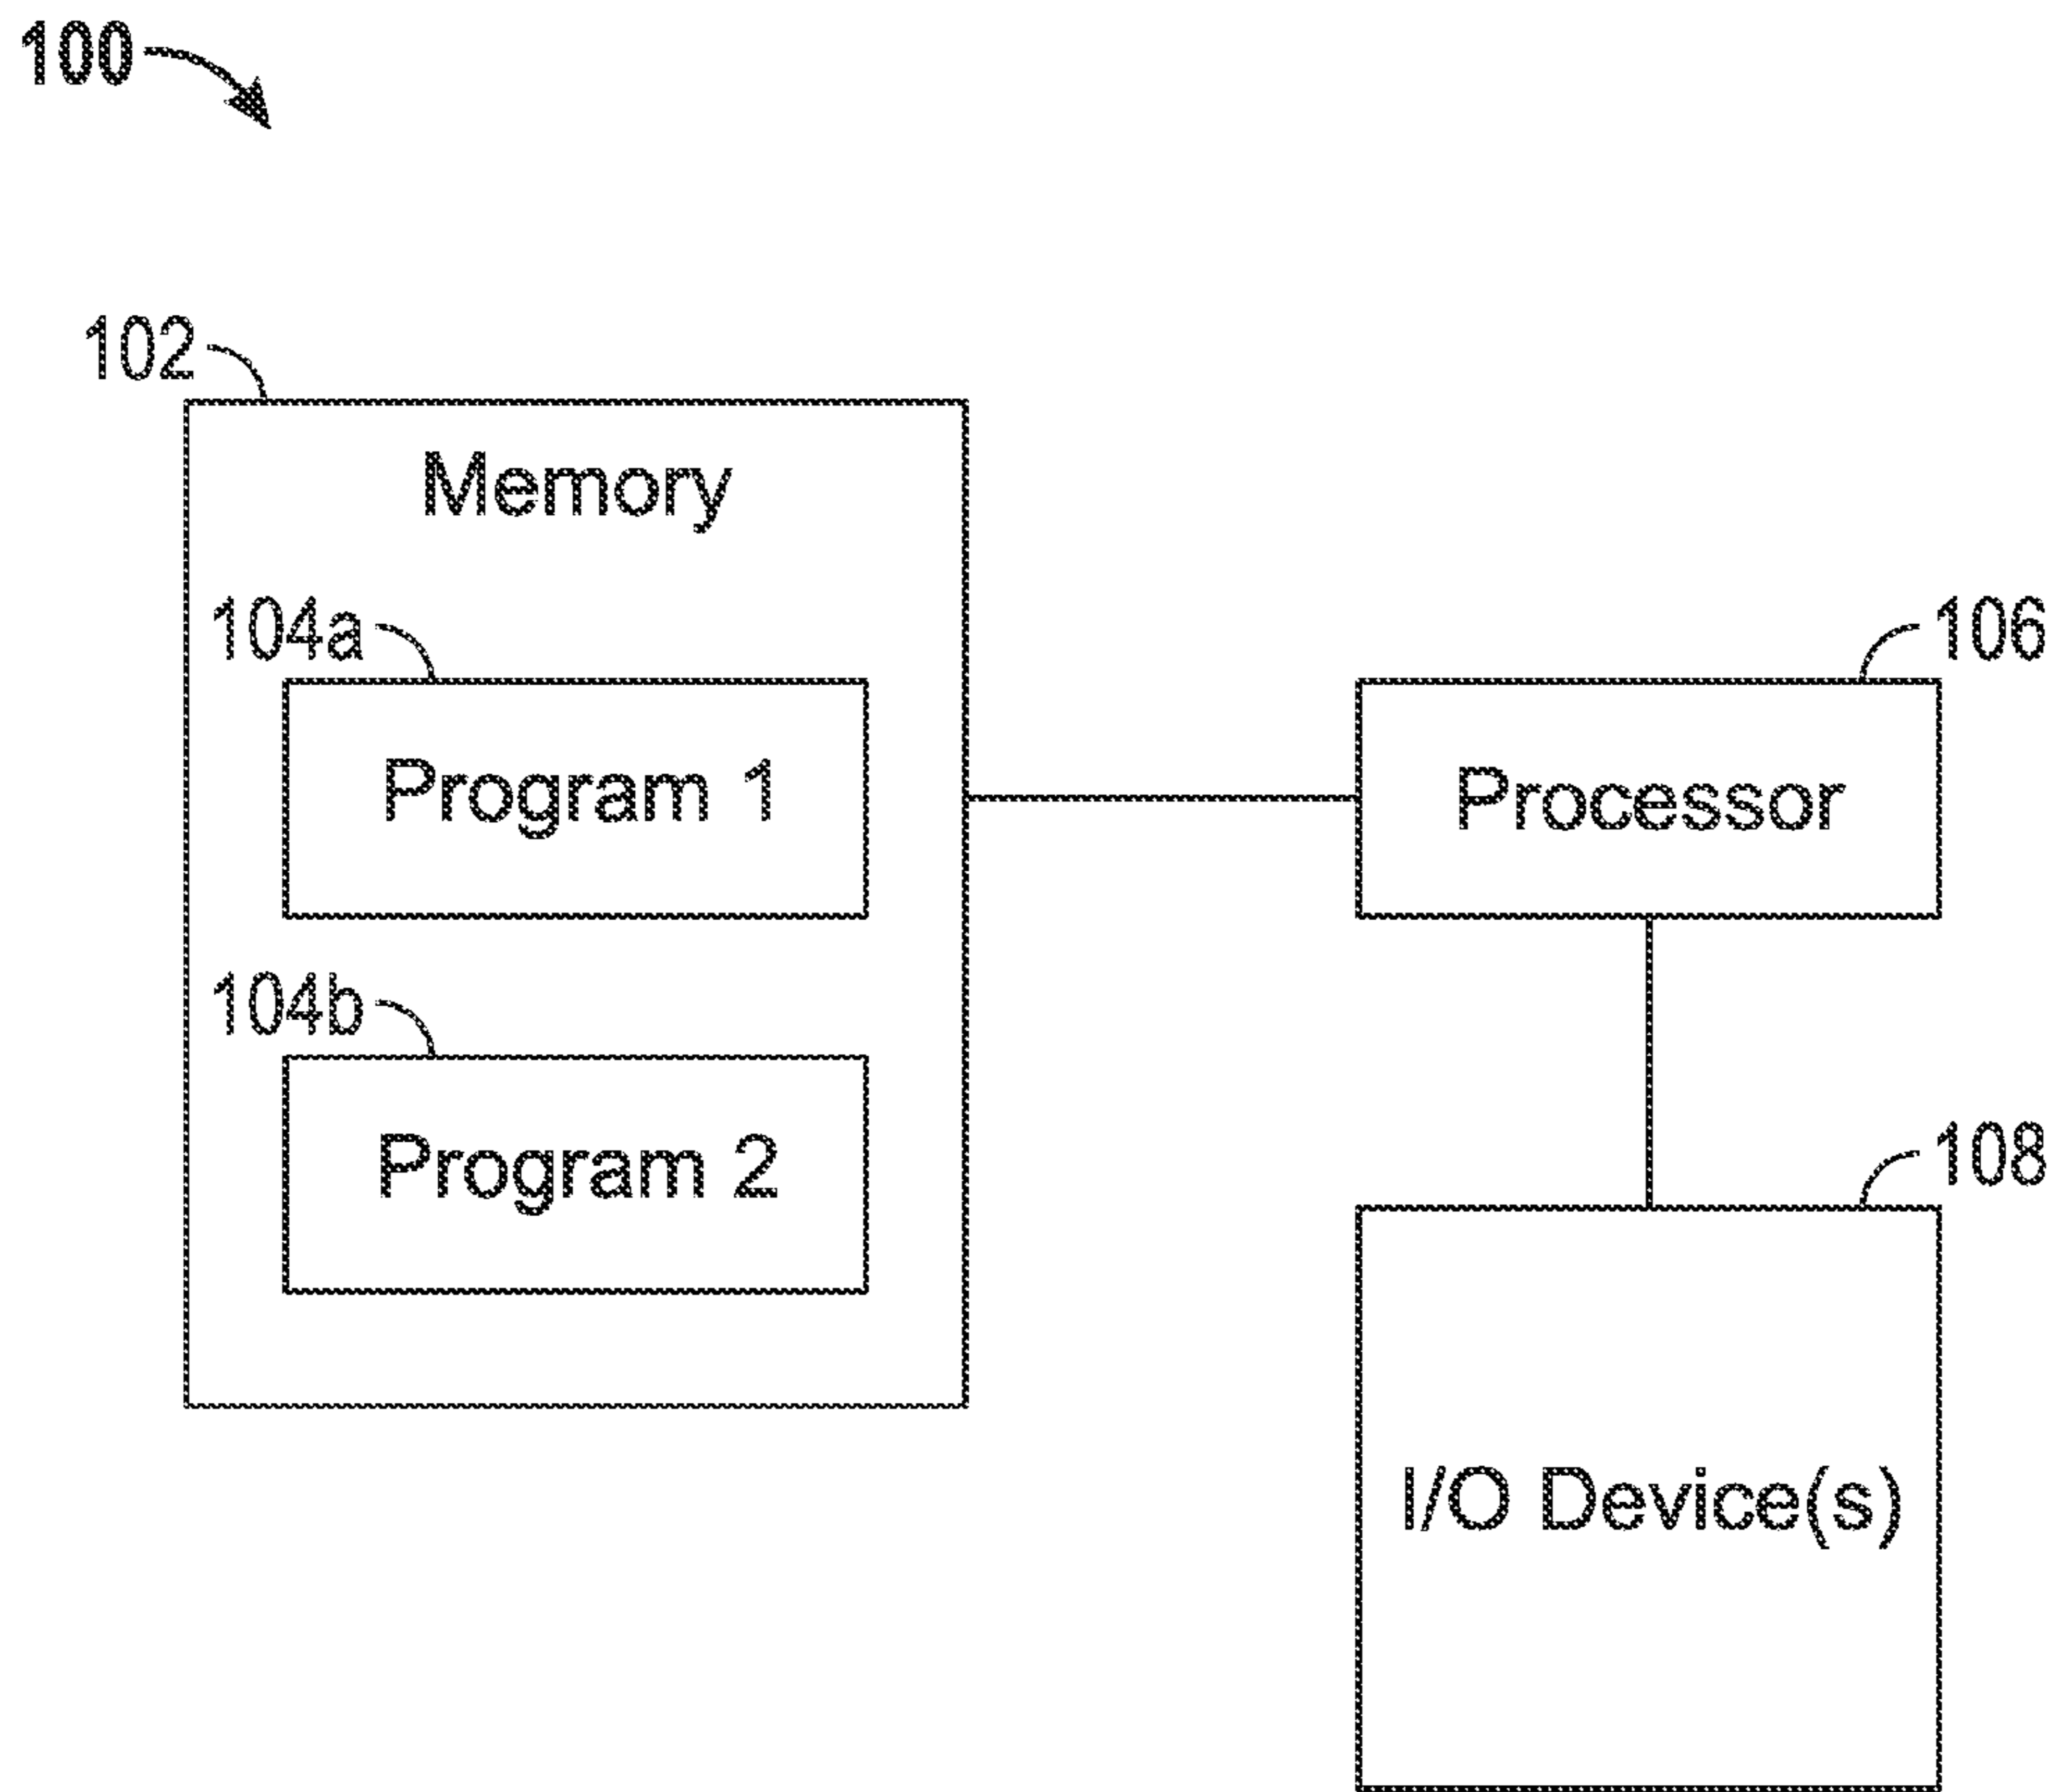 100
102
Memory
104a
106
Program 1
Processor
104b
108
Program 2
I/O Device(s)